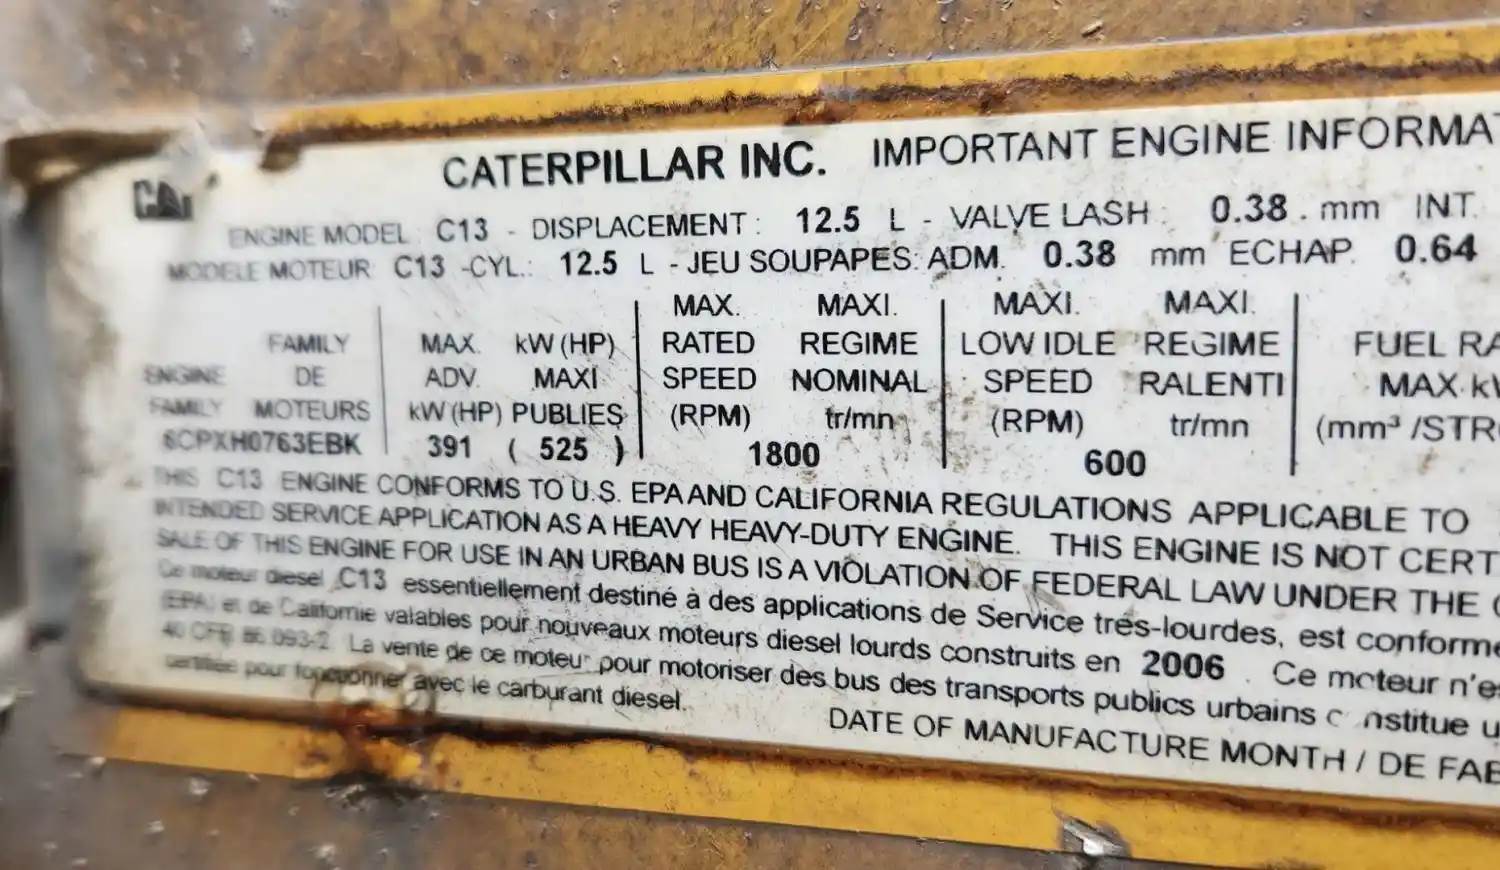 CATERPILLAR INC. IMPORTANT ENGINE INFORMAT
CAT
ENGINE MODEL C13 - DISPLACEMENT : 12.5 L - VALVE LASH : 0.38 . mm INT.
MODELE MOTEUR C13 -CYL.: 12.5 L - JEU SOUPAPES: ADM. 0.38 mm ECHAP. 0.64
MAX. MAXI. MAXI. MAXI.
FAMILY MAX. kW (HP) RATED REGIME LOW IDLE REGIME FUEL RA
ENGINE DE ADV. MAXI SPEED NOMINAL SPEED RALENTI MAX kW
FAMILY MOTEURS kW (HP) PUBLIES (RPM) tr/mn (RPM) tr/mn (mm³ /STRO
6CPXH0763EBK 391 ( 525 ) 1800 600
THIS C13 ENGINE CONFORMS TO U.S. EPA AND CALIFORNIA REGULATIONS APPLICABLE TO
INTENDED SERVICE APPLICATION AS A HEAVY HEAVY-DUTY ENGINE. THIS ENGINE IS NOT CERT
SALE OF THIS ENGINE FOR USE IN AN URBAN BUS IS A VIOLATION OF FEDERAL LAW UNDER THE
Ce moteur diesel C13 essentiellement destiné à des applications de Service trés-lourdes, est conforme
(EPA) et de Californie valables pour nouveaux moteurs diesel lourds construits en 2006 . Ce moteur n'es
40 CFR 86.093-2 La vente de ce moteur pour motoriser des bus des transports publics urbains c nstitue u
certifiée pour fonctionner avec le carburant diesel.
DATE OF MANUFACTURE MONTH / DE FAB